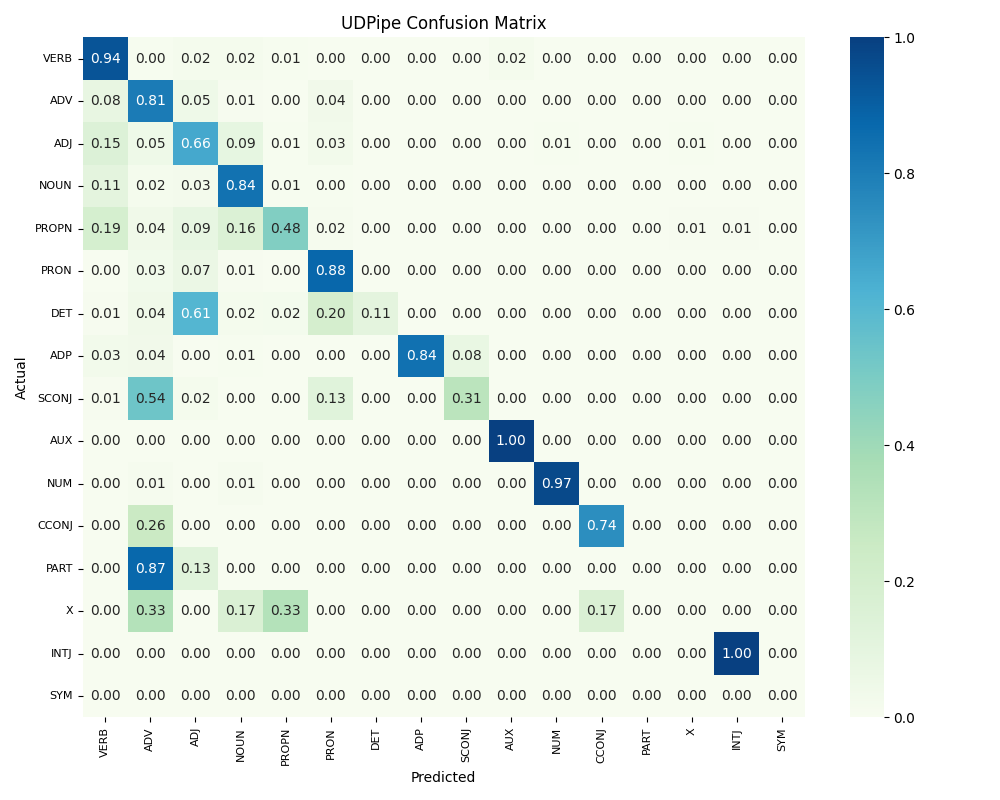 UDPipe Confusion Matrix
VERB 0.94 0.00 0.02 0.02 0.01 0.00 0.00 0.00 0.00 0.02 0.00 0.00 0.00 0.00 0.00 0.00
ADV 0.08 0.81 0.05 0.01 0.00 0.04 0.00 0.00 0.00 0.00 0.00 0.00 0.00 0.00 0.00 0.00
ADJ 0.15 0.05 0.66 0.09 0.01 0.03 0.00 0.00 0.00 0.00 0.01 0.00 0.00 0.01 0.00 0.00
NOUN 0.11 0.02 0.03 0.84 0.01 0.00 0.00 0.00 0.00 0.00 0.00 0.00 0.00 0.00 0.00 0.00
PROPN 0.19 0.04 0.09 0.16 0.48 0.02 0.00 0.00 0.00 0.00 0.00 0.00 0.00 0.01 0.01 0.00
PRON 0.00 0.03 0.07 0.01 0.00 0.88 0.00 0.00 0.00 0.00 0.00 0.00 0.00 0.00 0.00 0.00
DET 0.01 0.04 0.61 0.02 0.02 0.20 0.11 0.00 0.00 0.00 0.00 0.00 0.00 0.00 0.00 0.00
ADP 0.03 0.04 0.00 0.01 0.00 0.00 0.00 0.84 0.08 0.00 0.00 0.00 0.00 0.00 0.00 0.00
SCONJ 0.01 0.54 0.02 0.00 0.00 0.13 0.00 0.00 0.31 0.00 0.00 0.00 0.00 0.00 0.00 0.00
AUX 0.00 0.00 0.00 0.00 0.00 0.00 0.00 0.00 0.00 1.00 0.00 0.00 0.00 0.00 0.00 0.00
NUM 0.00 0.01 0.00 0.01 0.00 0.00 0.00 0.00 0.00 0.00 0.97 0.00 0.00 0.00 0.00 0.00
CCONJ 0.00 0.26 0.00 0.00 0.00 0.00 0.00 0.00 0.00 0.00 0.00 0.74 0.00 0.00 0.00 0.00
PART 0.00 0.87 0.13 0.00 0.00 0.00 0.00 0.00 0.00 0.00 0.00 0.00 0.00 0.00 0.00 0.00
X 0.00 0.33 0.00 0.17 0.33 0.00 0.00 0.00 0.00 0.00 0.00 0.17 0.00 0.00 0.00 0.00
INTJ 0.00 0.00 0.00 0.00 0.00 0.00 0.00 0.00 0.00 0.00 0.00 0.00 0.00 0.00 1.00 0.00
SYM 0.00 0.00 0.00 0.00 0.00 0.00 0.00 0.00 0.00 0.00 0.00 0.00 0.00 0.00 0.00 0.00
VERB ADV ADJ NOUN PROPN PRON DET ADP SCONJ AUX NUM CCONJ PART X INTJ SYM
Predicted
Actual
1.0
0.8
0.6
0.4
0.2
0.0